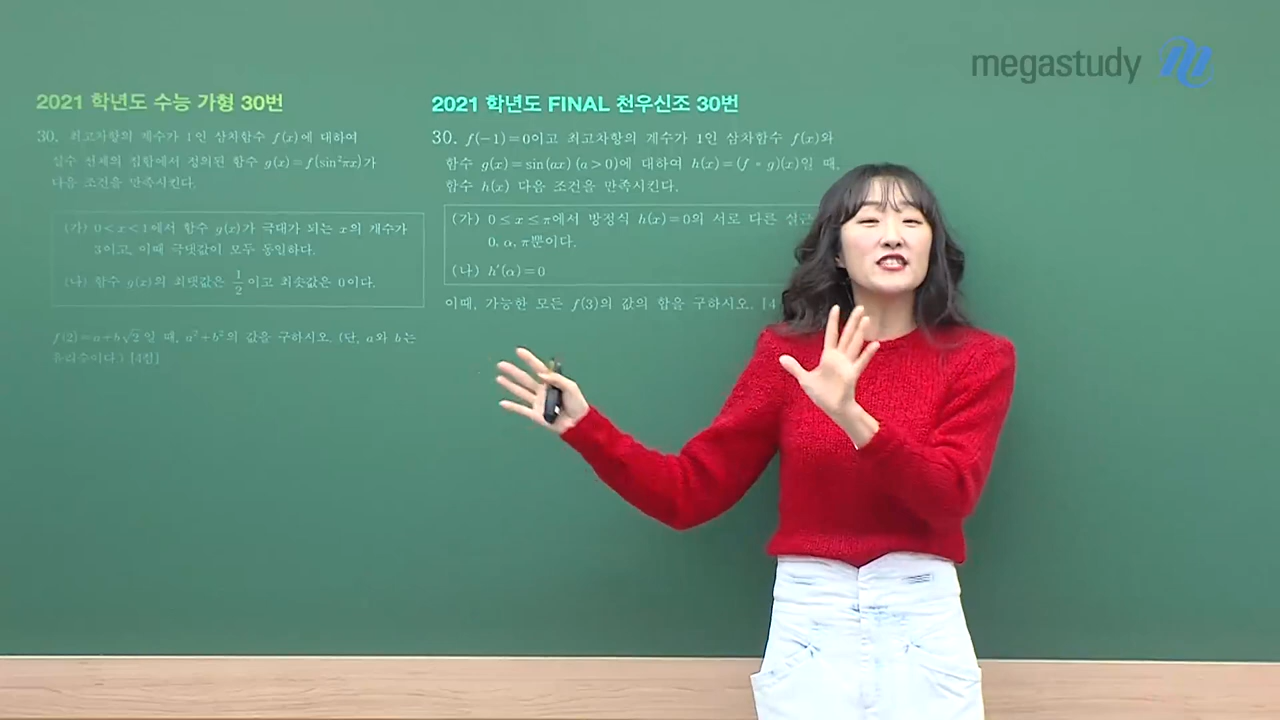 megastudy
2021 학년도 수능 가형 30번
30. 최고차항의 계수가 1인 삼차함수 f(x)에 대하여
실수 전체의 집합에서 정의된 함수 g(x)=f(sin²πx)가
다음 조건을 만족시킨다.
(가) 0<x<1에서 함수 g(x)가 극대가 되는 x의 개수가
3이고, 이때 극댓값이 모두 동일하다.
(나) 함수 g(x)의 최댓값은 1/2이고 최솟값은 0이다.
f(2)=a+b√2일 때, a²+b²의 값을 구하시오. (단, a와 b는
유리수이다.) [4점]
2021 학년도 FINAL 천우신조 30번
30. f(-1)=0이고 최고차항의 계수가 1인 삼차함수 f(x)와
함수 g(x)=sin(ax) (a>0)에 대하여 h(x)=(f∘g)(x)일 때,
함수 h(x) 다음 조건을 만족시킨다.
(가) 0≤x≤π에서 방정식 h(x)=0의 서로 다른 실근
0, α, π뿐이다.
(나) h'(α)=0
이때, 가능한 모든 f(3)의 값의 합을 구하시오. [4